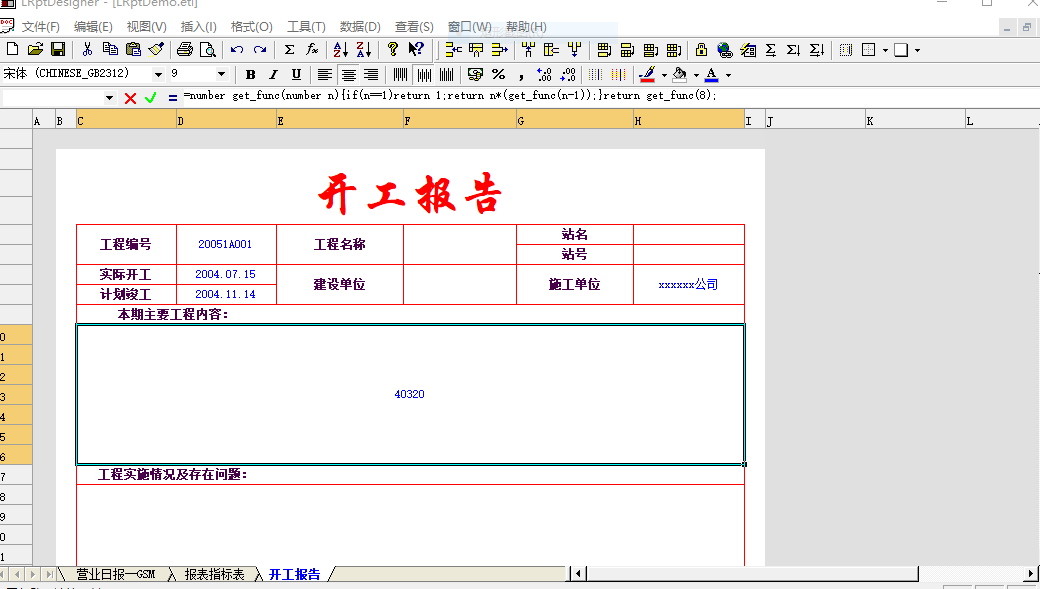 LRptDesigner - [LRptDemo.etl]
文件(F) 编辑(E) 视图(V) 插入(I) 格式(O) 工具(T) 数据(D) 查看(S) 窗口(W) 帮助(H)
宋体 (CHINESE_GB2312) 9 B I U
=number get_func(number n){if(n==1)return 1;return n*(get_func(n-1));}return get_func(8);
A B C D E F G H I J K L
开工报告
工程编号 20051A001 工程名称 站名
站号
实际开工 2004.07.15 建设单位 施工单位 xxxxxx公司
计划竣工 2004.11.14
本期主要工程内容：
0
1
2
3
40320
4
5
6
7 工程实施情况及存在问题：
8
9
0
1
营业日报—GSM 报表指标表 开工报告